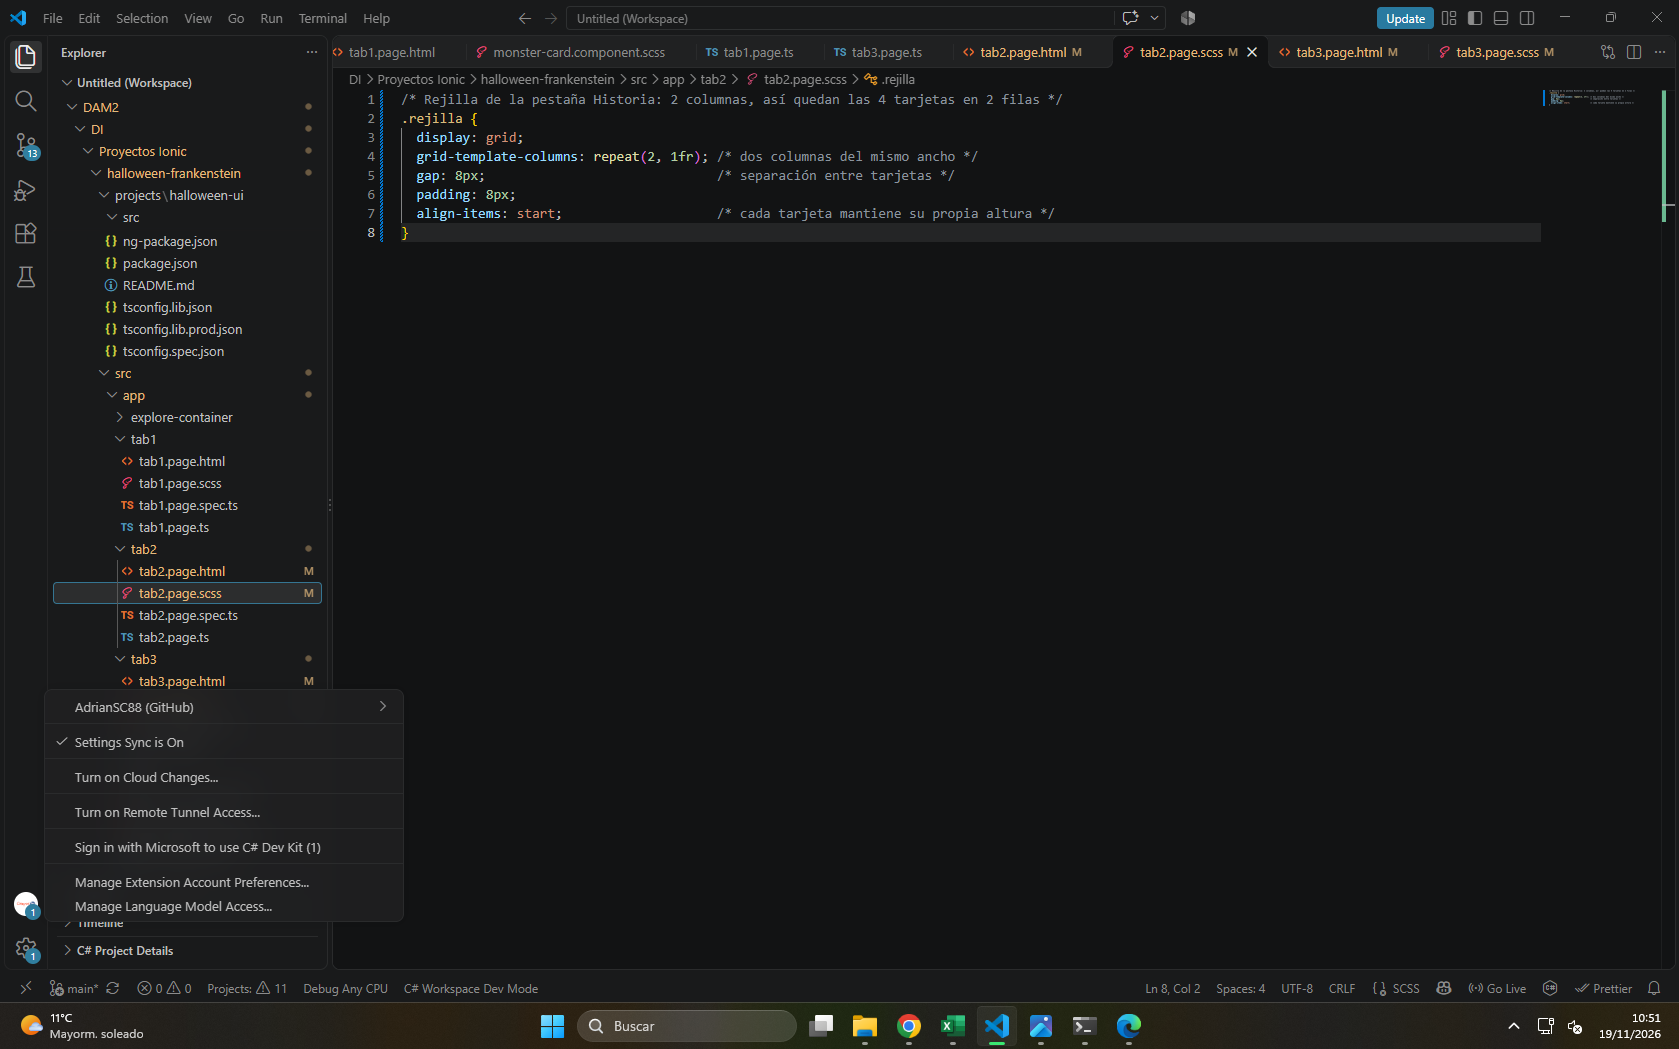 File Edit Selection View Go Run Terminal Help
Untitled (Workspace)
Update
Explorer
Untitled (Workspace)
DAM2
DI
Proyectos Ionic
halloween-frankenstein
projects\halloween-ui
src
{} ng-package.json
{} package.json
README.md
{} tsconfig.lib.json
{} tsconfig.lib.prod.json
{} tsconfig.spec.json
src
app
explore-container
tab1
<> tab1.page.html
tab1.page.scss
TS tab1.page.spec.ts
TS tab1.page.ts
tab2
<> tab2.page.html M
tab2.page.scss M
TS tab2.page.spec.ts
TS tab2.page.ts
tab3
<> tab3.page.html M
AdrianSC88 (GitHub)
Settings Sync is On
Turn on Cloud Changes...
Turn on Remote Tunnel Access...
Sign in with Microsoft to use C# Dev Kit (1)
Manage Extension Account Preferences...
Manage Language Model Access...
Timeline
C# Project Details
13
1
1
<> tab1.page.html monster-card.component.scss TS tab1.page.ts TS tab3.page.ts <> tab2.page.html M tab2.page.scss M <> tab3.page.html M tab3.page.scss M
DI > Proyectos Ionic > halloween-frankenstein > src > app > tab2 > tab2.page.scss > .rejilla
1 /* Rejilla de la pestaña Historia: 2 columnas, así quedan las 4 tarjetas en 2 filas */
2 .rejilla {
3 display: grid;
4 grid-template-columns: repeat(2, 1fr); /* dos columnas del mismo ancho */
5 gap: 8px; /* separación entre tarjetas */
6 padding: 8px;
7 align-items: start; /* cada tarjeta mantiene su propia altura */
8 }
main* 0 0 Projects: 11 Debug Any CPU C# Workspace Dev Mode
Ln 8, Col 2 Spaces: 4 UTF-8 CRLF {} SCSS Go Live Prettier
11°C
Mayorm. soleado
Buscar
10:51
19/11/2026